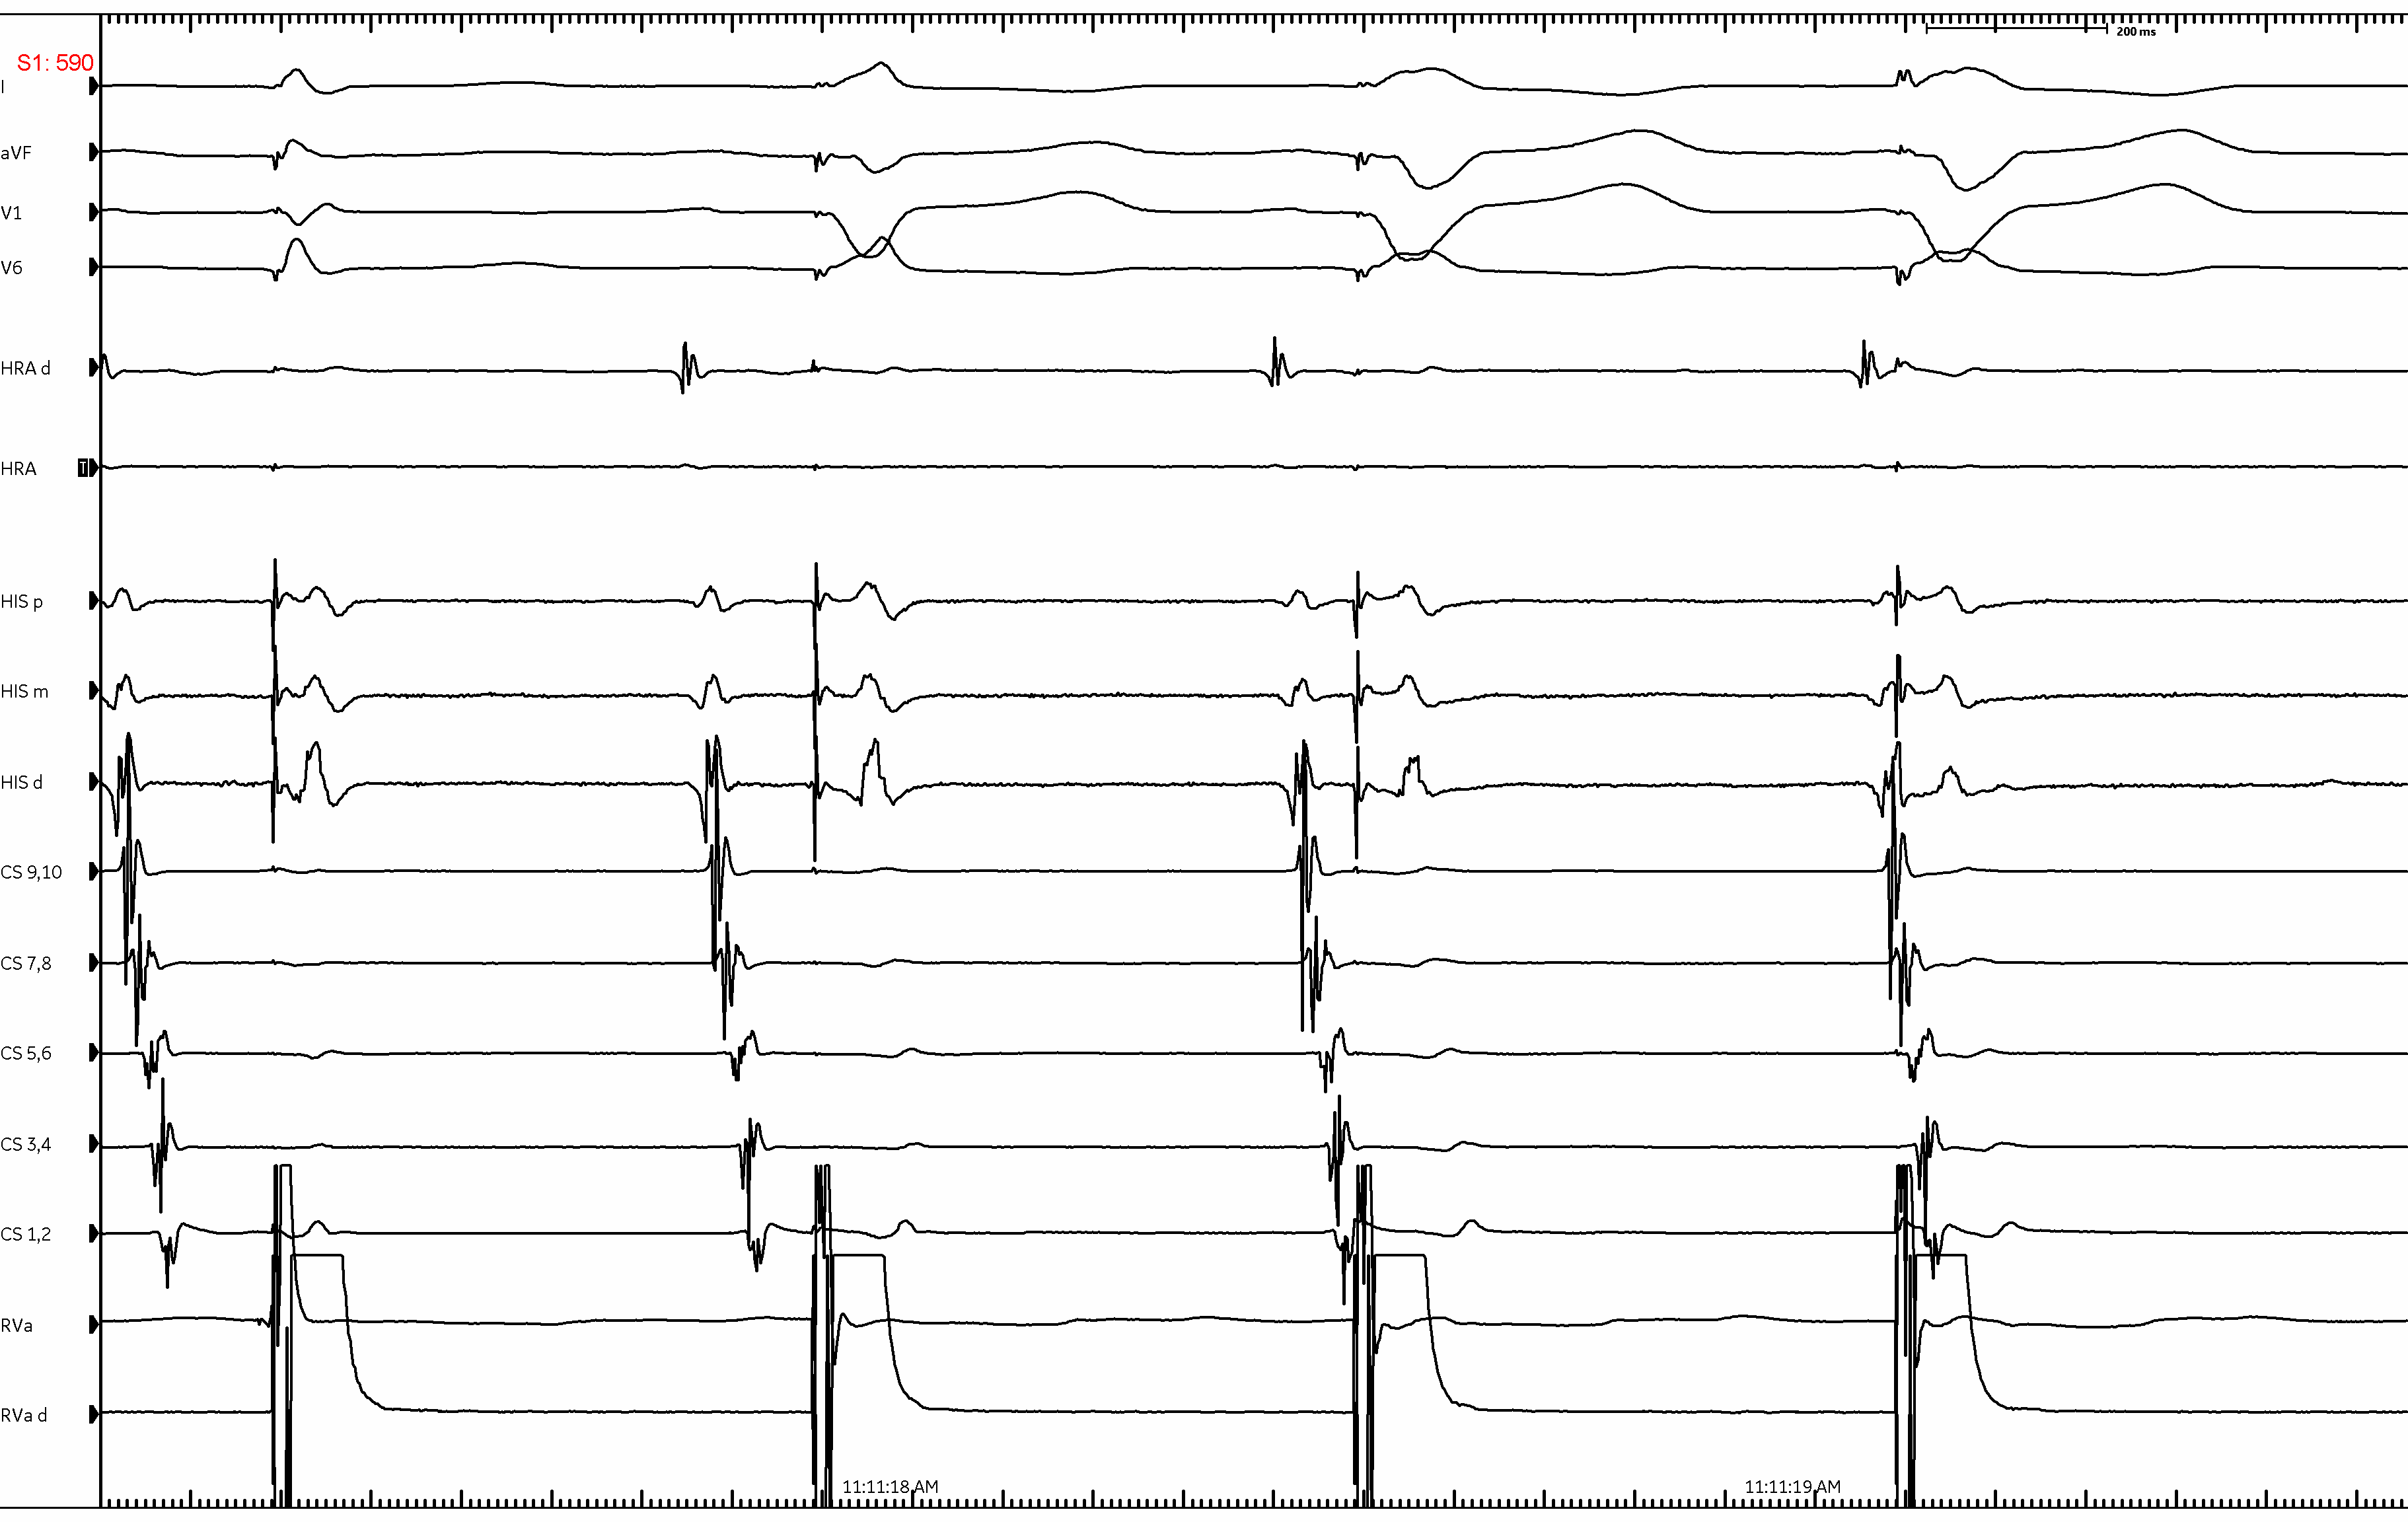 200 ms
S1: 590
I
aVF
V1
V6
HRA d
HRA
T
HIS p
HIS m
HIS d
CS 9,10
CS 7,8
CS 5,6
CS 3,4
CS 1,2
RVa
RVa d
11:11:18 AM
11:11:19 AM